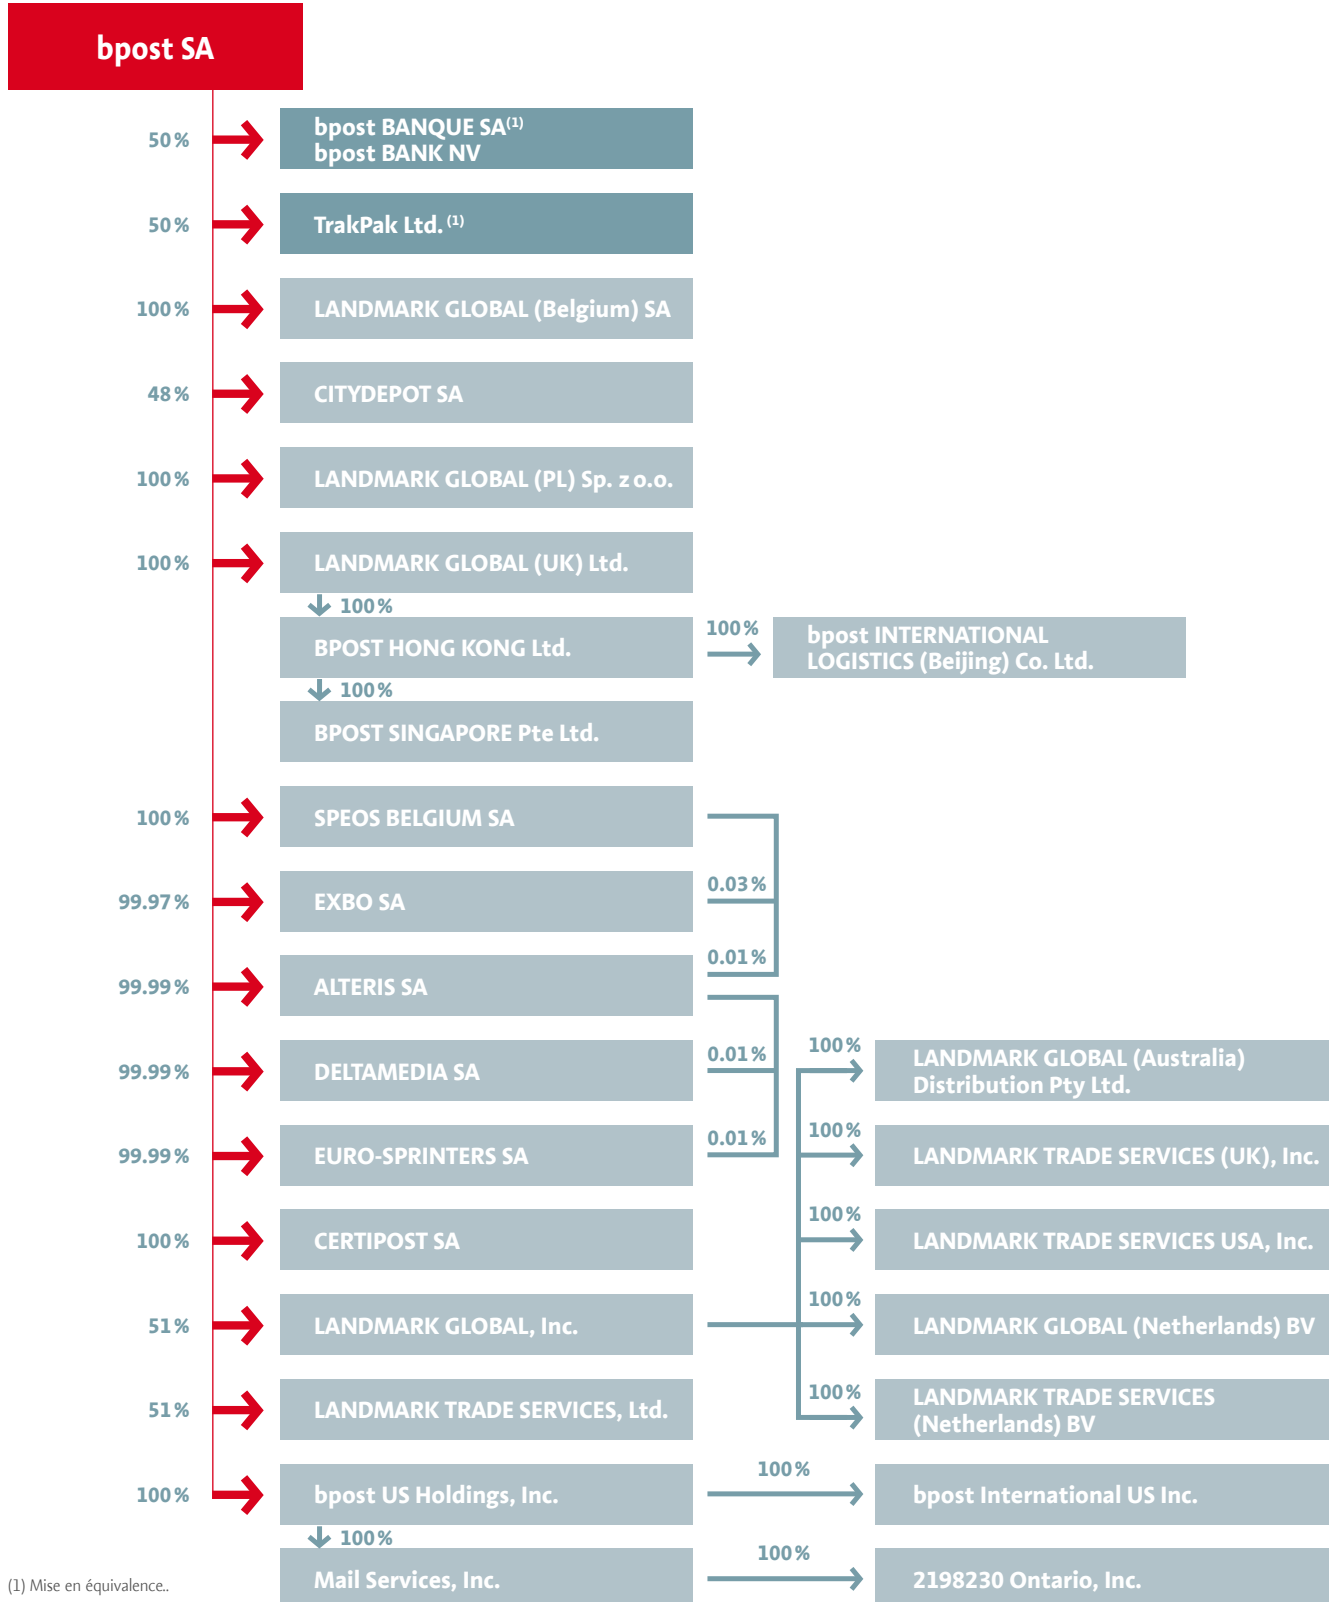 bpost SA
50 %
bpost BANQUE SA(1)
bpost BANK NV
50 %
TrakPak Ltd. (1)
100 %
LANDMARK GLOBAL (Belgium) SA
48 %
CITYDEPOT SA
100 %
LANDMARK GLOBAL (PL) Sp. z o.o.
100 %
LANDMARK GLOBAL (UK) Ltd.
100 %
BPOST HONG KONG Ltd.
100 %
bpost INTERNATIONAL
LOGISTICS (Beijing) Co. Ltd.
100 %
BPOST SINGAPORE Pte Ltd.
100 %
SPEOS BELGIUM SA
99.97 %
EXBO SA
0.03 %
99.99 %
ALTERIS SA
0.01 %
99.99 %
DELTAMEDIA SA
0.01 %
100 %
LANDMARK GLOBAL (Australia)
Distribution Pty Ltd.
99.99 %
EURO-SPRINTERS SA
0.01 %
100 %
LANDMARK TRADE SERVICES (UK), Inc.
100 %
CERTIPOST SA
100 %
LANDMARK TRADE SERVICES USA, Inc.
51 %
LANDMARK GLOBAL, Inc.
100 %
LANDMARK GLOBAL (Netherlands) BV
51 %
LANDMARK TRADE SERVICES, Ltd.
100 %
LANDMARK TRADE SERVICES
(Netherlands) BV
100 %
bpost US Holdings, Inc.
100 %
bpost International US Inc.
100 %
Mail Services, Inc.
100 %
2198230 Ontario, Inc.
(1) Mise en équivalence..